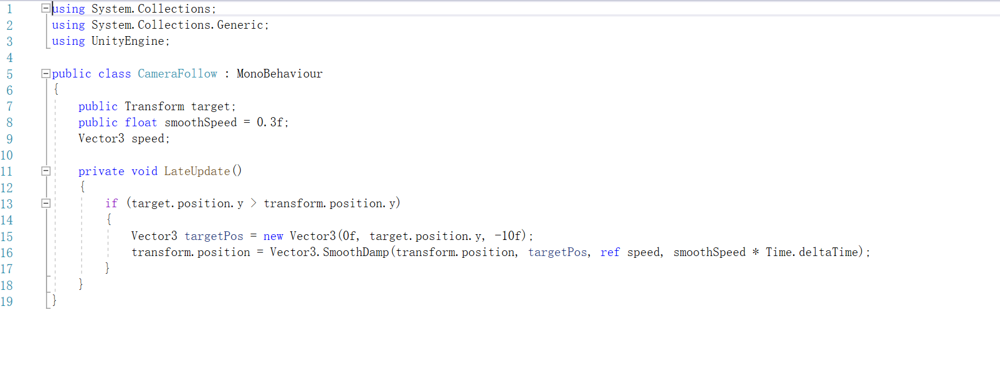 1 using System.Collections;
2 using System.Collections.Generic;
3 using UnityEngine;
4
5 public class CameraFollow : MonoBehaviour
6 {
7     public Transform target;
8     public float smoothSpeed = 0.3f;
9     Vector3 speed;
10
11     private void LateUpdate()
12     {
13         if (target.position.y > transform.position.y)
14         {
15             Vector3 targetPos = new Vector3(0f, target.position.y, -10f);
16             transform.position = Vector3.SmoothDamp(transform.position, targetPos, ref speed, smoothSpeed * Time.deltaTime);
17         }
18     }
19 }